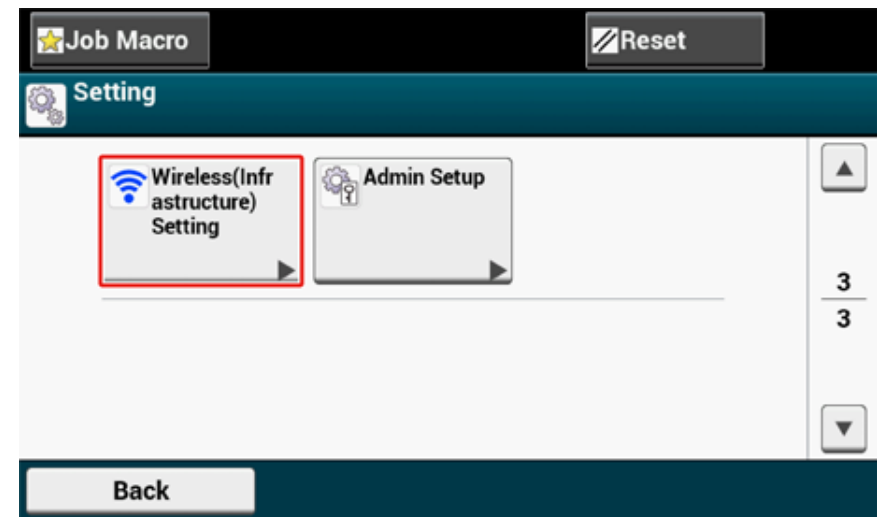 Job Macro
Reset
Setting
Wireless(Infr
astructure)
Setting
Admin Setup
3
3
Back